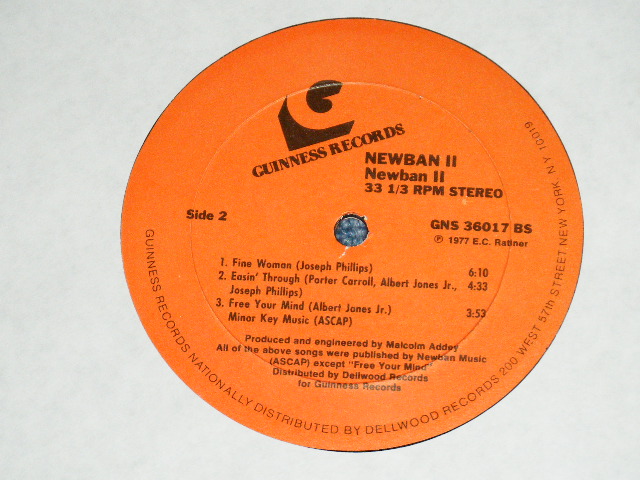 GUINNESS RECORDS
NEWBAN II
Newban II
33 1/3 RPM STEREO
Side 2
GNS 36017 BS
℗ 1977 E.C. Ratiner
1. Fine Woman (Joseph Phillips) 6:10
2. Easin' Through (Porter Carroll, Albert Jones Jr., 4:33
Joseph Phillips)
3. Free Your Mind (Albert Jones Jr.) 3:53
Minor Key Music (ASCAP)
Produced and engineered by Malcolm Addey
All of the above songs were published by Newban Music
(ASCAP) except "Free Your Mind"
Distributed by Dellwood Records
for Guinness Records
GUINNESS RECORDS NATIONALLY DISTRIBUTED BY DELLWOOD RECORDS 200 WEST 57th STREET NEW YORK, NY 10019